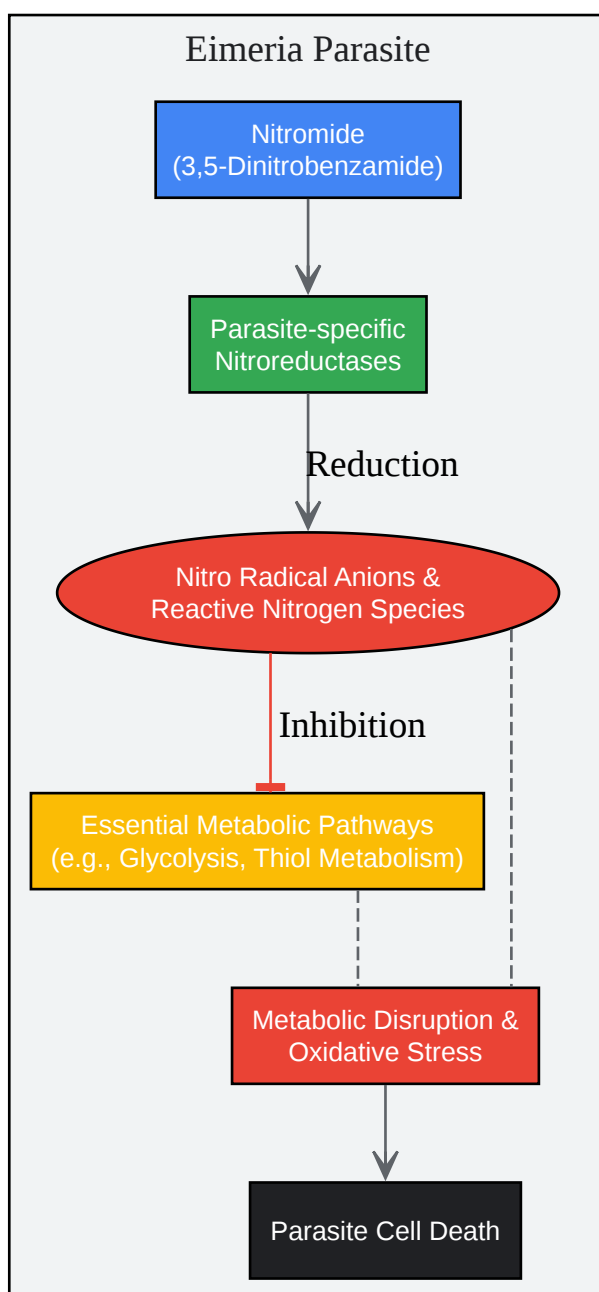 Eimeria Parasite
Nitromide
(3,5-Dinitrobenzamide)
Parasite-specific
Nitroreductases
Reduction
Nitro Radical Anions &
Reactive Nitrogen Species
Inhibition
Essential Metabolic Pathways
(e.g., Glycolysis, Thiol Metabolism)
Metabolic Disruption &
Oxidative Stress
Parasite Cell Death